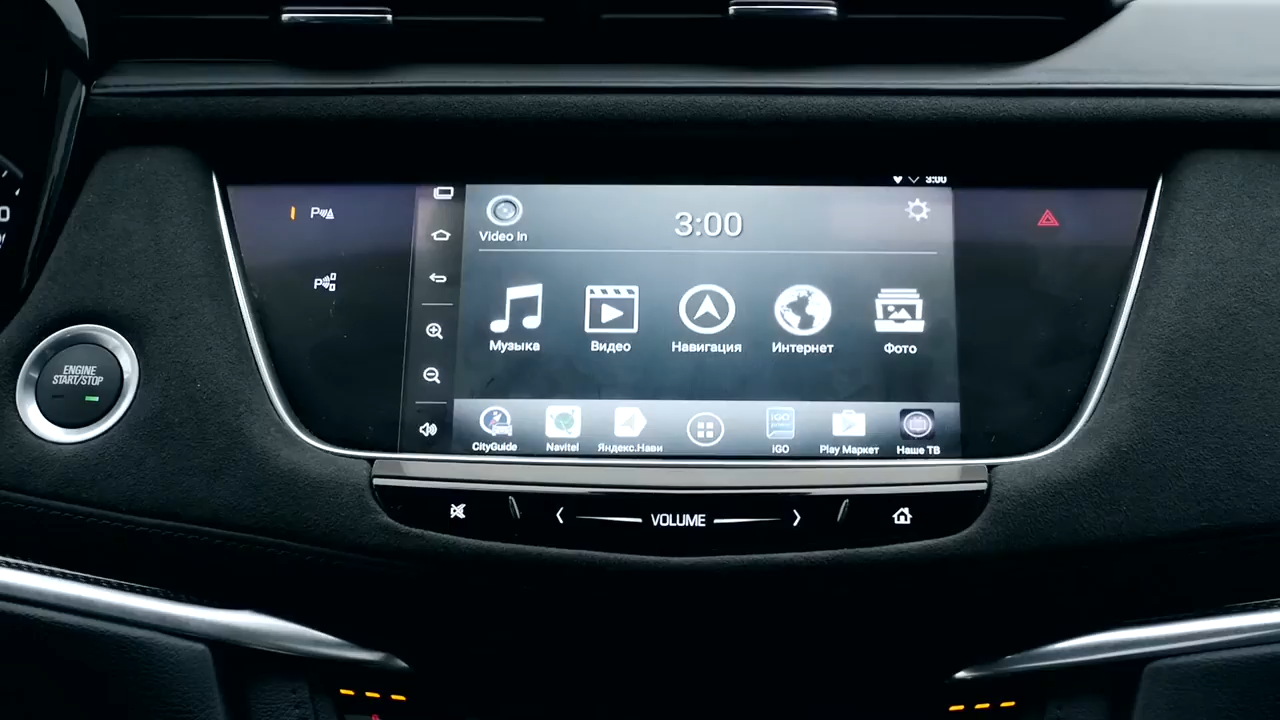 3:00
Video In
3:00
Музыка
Видео
Навигация
Интернет
Фото
ENGINE
START/STOP
CityGuide
Navitel
Яндекс.Нави
iGO
iGO
Play Маркет
Наше ТВ
VOLUME